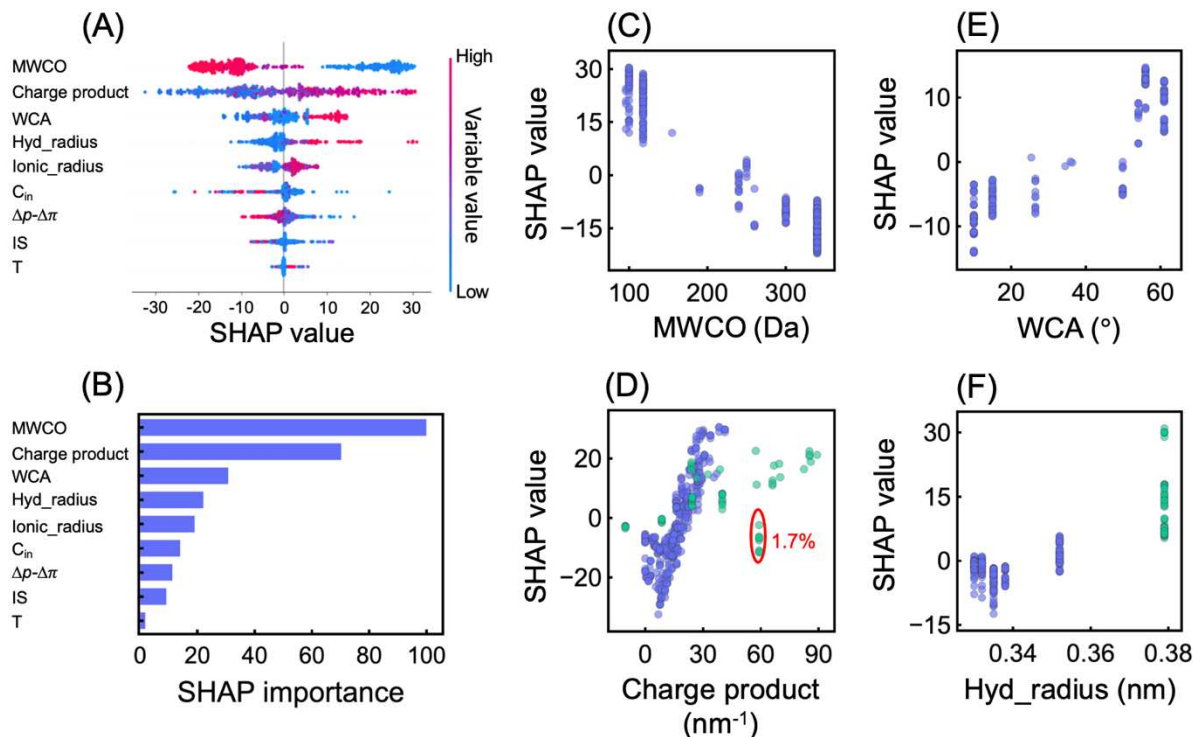 (A)
MWCO
Charge product
WCA
Hyd_radius
Ionic_radius
C_in
Δp-Δπ
IS
T
-30 -20 -10 0 10 20 30
SHAP value
High
Variable value
Low
(B)
MWCO
Charge product
WCA
Hyd_radius
Ionic_radius
C_in
Δp-Δπ
IS
T
0 20 40 60 80 100
SHAP importance
(C)
SHAP value
30
15
0
−15
100 200 300
MWCO (Da)
(D)
SHAP value
20
0
−20
1.7%
0 30 60 90
Charge product
(nm⁻¹)
(E)
SHAP value
10
0
−10
20 40 60
WCA (°)
(F)
SHAP value
30
15
0
−15
0.34 0.36 0.38
Hyd_radius (nm)